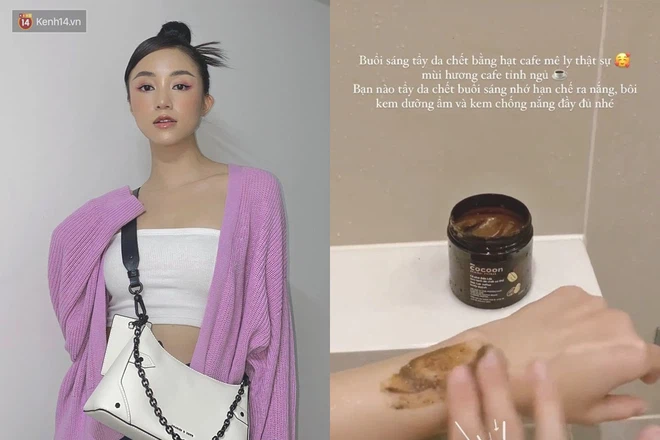 Kenh14.vn
Buổi sáng tẩy da chết bằng hạt cafe mê ly thật sự 🥰
mùi hương cafe tỉnh ngủ ☕
Bạn nào tẩy da chết buổi sáng nhớ hạn chế ra nắng, bôi
kem dưỡng ẩm và kem chống nắng đầy đủ nhé
cocoon